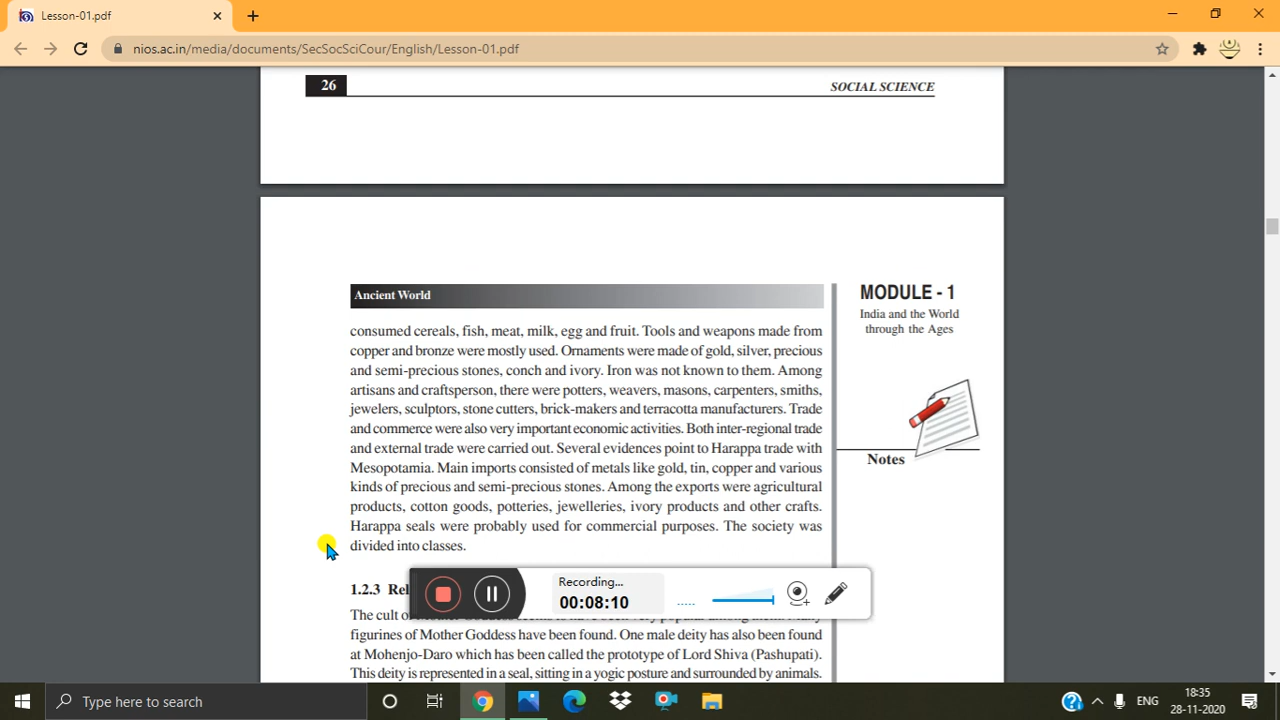 Lesson-01.pdf
nios.ac.in/media/documents/SecSocSciCour/English/Lesson-01.pdf
26
SOCIAL SCIENCE
Ancient World
MODULE - 1
India and the World
through the Ages
Notes
consumed cereals, fish, meat, milk, egg and fruit. Tools and weapons made from
copper and bronze were mostly used. Ornaments were made of gold, silver, precious
and semi-precious stones, conch and ivory. Iron was not known to them. Among
artisans and craftsperson, there were potters, weavers, masons, carpenters, smiths,
jewelers, sculptors, stone cutters, brick-makers and terracotta manufacturers. Trade
and commerce were also very important economic activities. Both inter-regional trade
and external trade were carried out. Several evidences point to Harappa trade with
Mesopotamia. Main imports consisted of metals like gold, tin, copper and various
kinds of precious and semi-precious stones. Among the exports were agricultural
products, cotton goods, potteries, jewelleries, ivory products and other crafts.
Harappa seals were probably used for commercial purposes. The society was
divided into classes.
Recording...
00:08:10
1.2.3 Rel
The cult of
figurines of Mother Goddess have been found. One male deity has also been found
at Mohenjo-Daro which has been called the prototype of Lord Shiva (Pashupati).
This deity is represented in a seal, sitting in a yogic posture and surrounded by animals.
Type here to search
ENG
18:35
28-11-2020